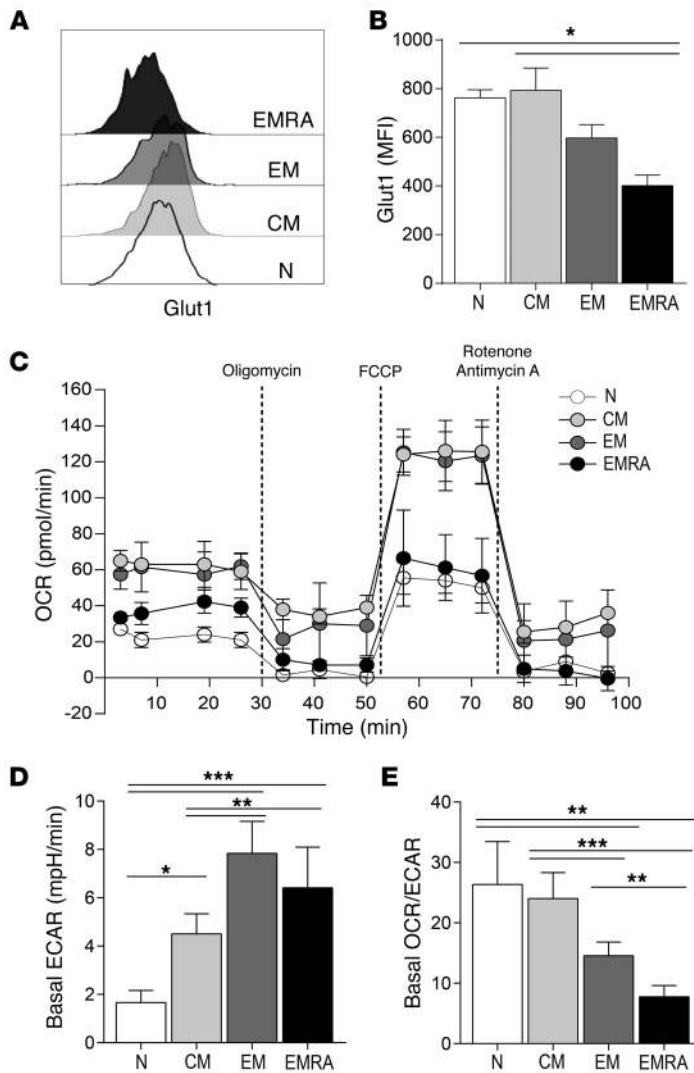 A
EMRA
EM
CM
N
Glut1
B
*
1000
800
600
400
200
0
Glut1 (MFI)
N CM EM EMRA
C
Oligomycin FCCP Rotenone
Antimycin A
N
CM
EM
EMRA
160
140
120
100
80
60
40
20
0
-20
OCR (pmol/min)
10 20 30 40 50 60 70 80 90 100
Time (min)
D
***
**
*
10
8
6
4
2
0
Basal ECAR (mpH/min)
N CM EM EMRA
E
**
***
**
40
30
20
10
0
Basal OCR/ECAR
N CM EM EMRA